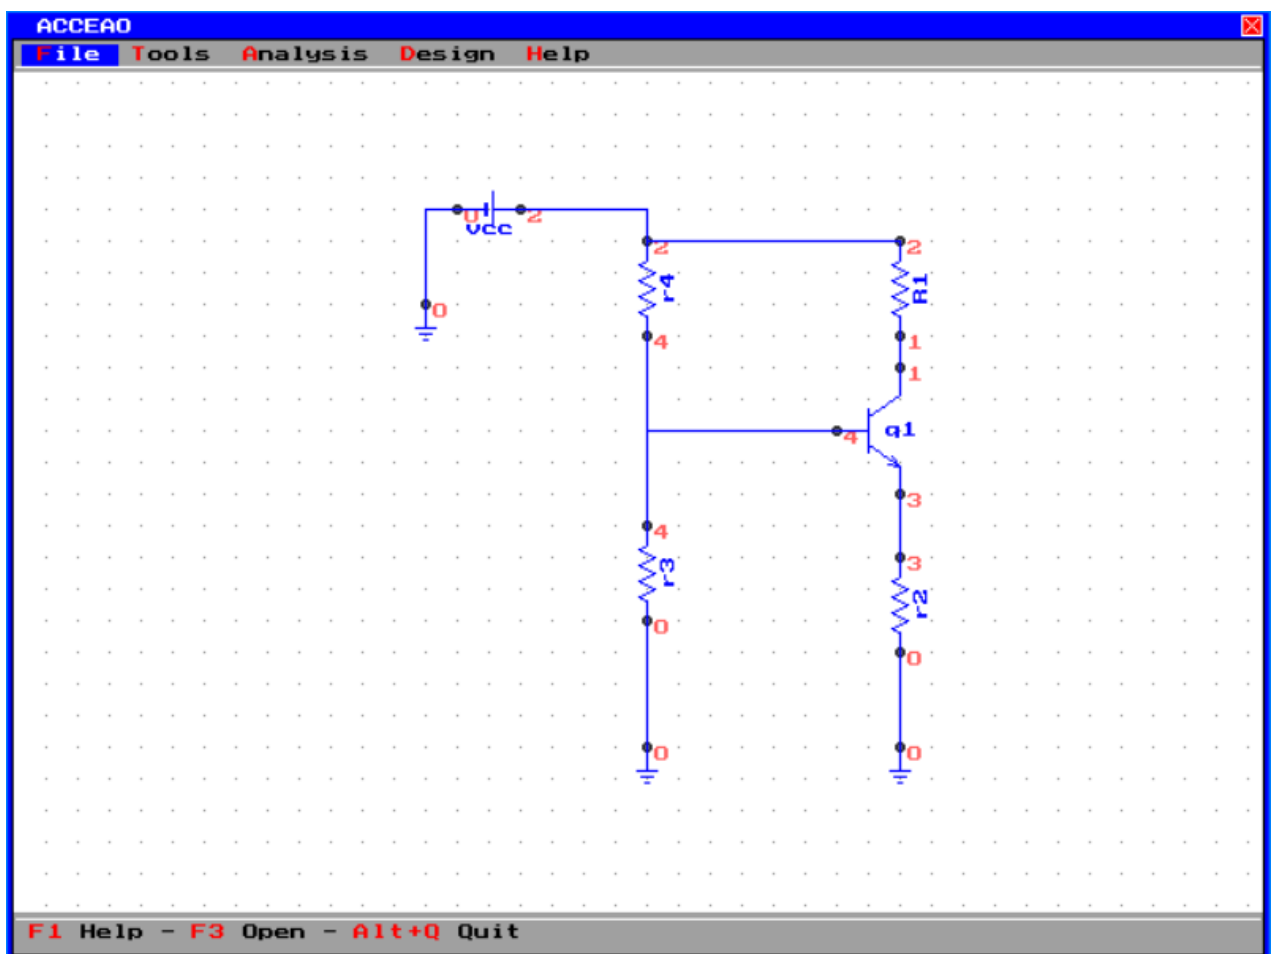 ACCEAO
File Tools Analysis Design Help
0 2
vcc
2 2
r4 R1
0
4 1
1
4 q1
3
4
3
r3 r2
0
0
0 0
F1 Help - F3 Open - Alt+Q Quit